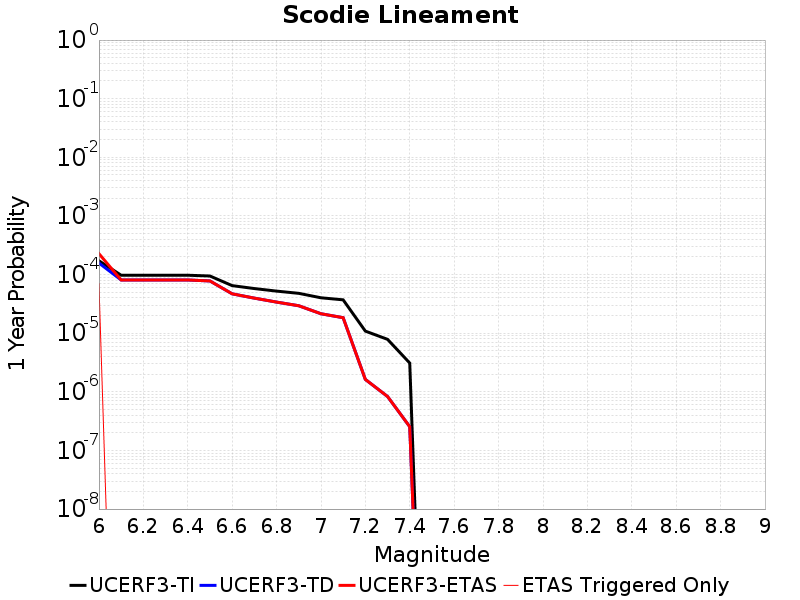 Scodie Lineament
10^0
10^-1
10^-2
10^-3
10^-4
10^-5
10^-6
10^-7
10^-8
1 Year Probability
6 6.2 6.4 6.6 6.8 7 7.2 7.4 7.6 7.8 8 8.2 8.4 8.6 8.8 9
Magnitude
UCERF3-TI UCERF3-TD UCERF3-ETAS ETAS Triggered Only